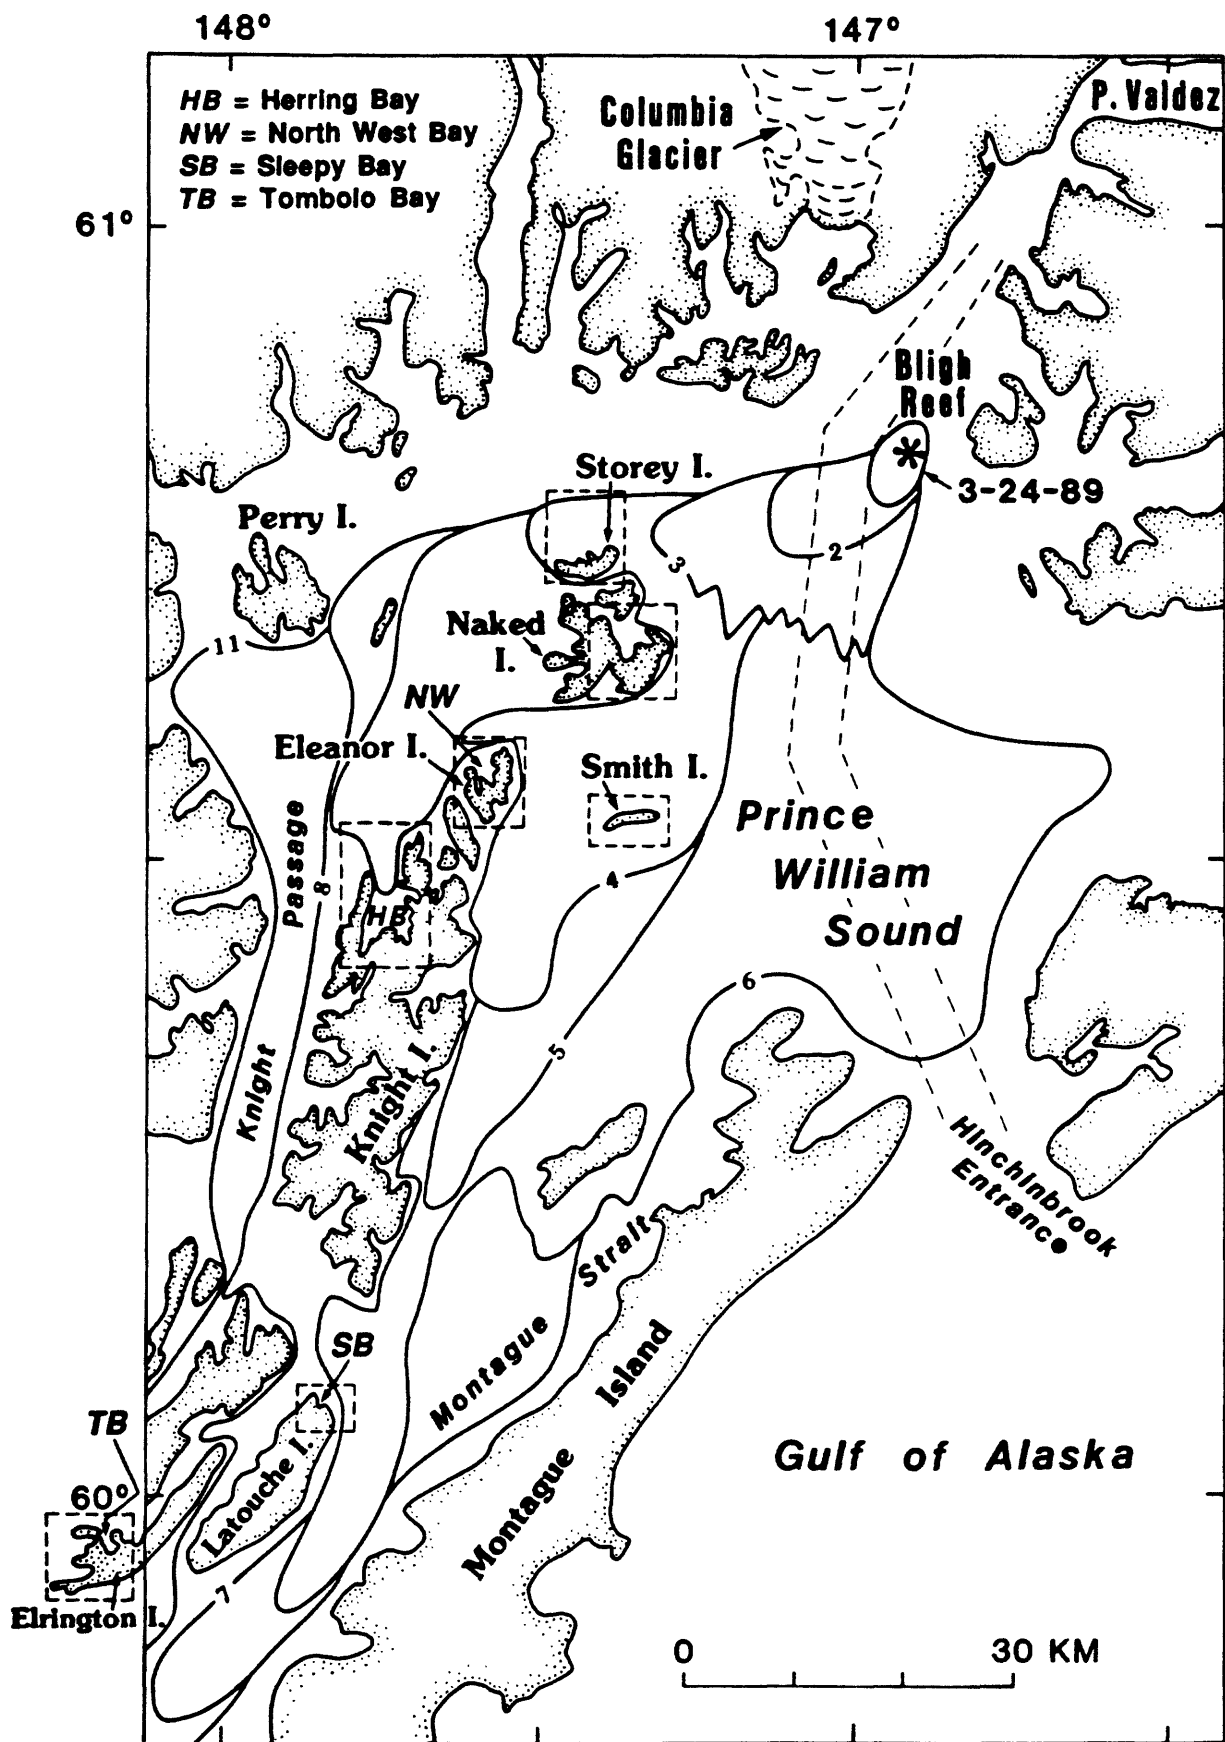 148° 147°
HB = Herring Bay
NW = North West Bay
SB = Sleepy Bay
TB = Tombolo Bay
Columbia
Glacier
P. Valdez
61°
Bligh
Reef
3-24-89
Storey I.
Perry I.
2
3
Naked
I.
11
NW
Eleanor I.
Smith I.
Prince
William
Sound
Passage
8
4
HB
6
5
Knight
Knight I.
Hinchinbrook
Entrance
Strait
Montague
Island
Montague
SB
TB
Gulf of Alaska
60°
Latouche I.
7
Elrington I.
0 30 KM